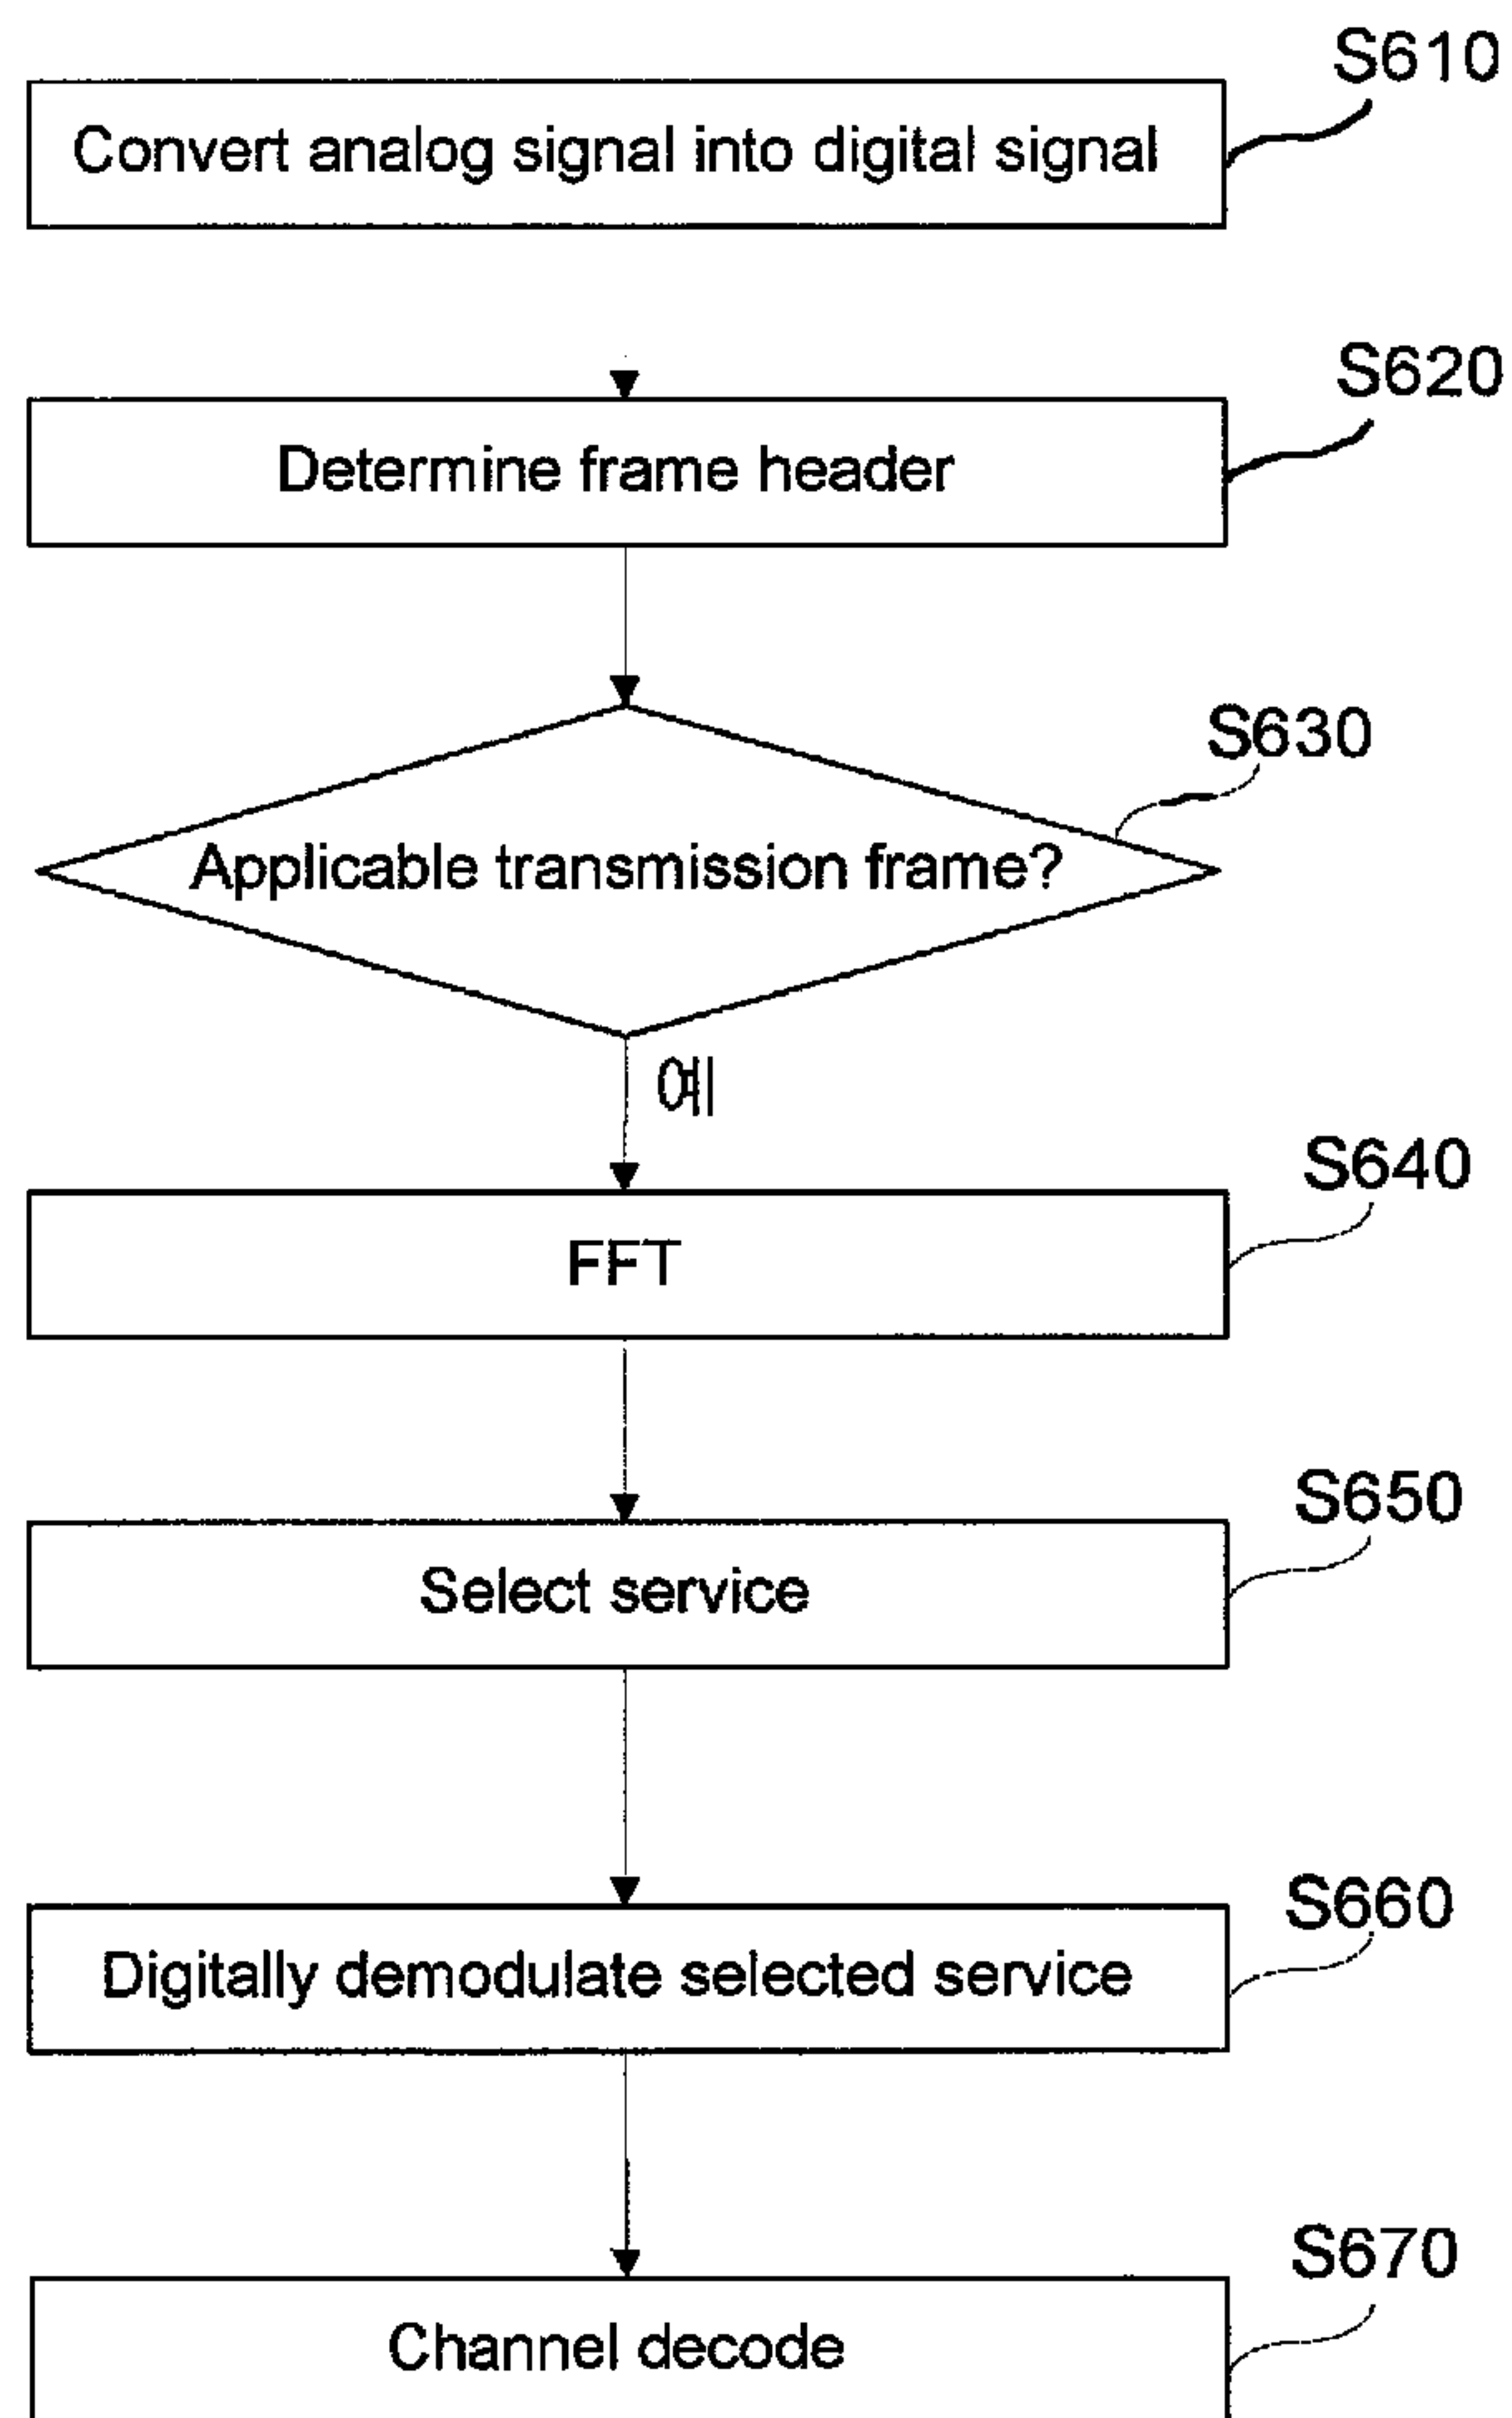 S610
Convert analog signal into digital signal
S620
Determine frame header
S630
Applicable transmission frame?
예
S640
FFT
S650
Select service
S660
Digitally demodulate selected service
S670
Channel decode